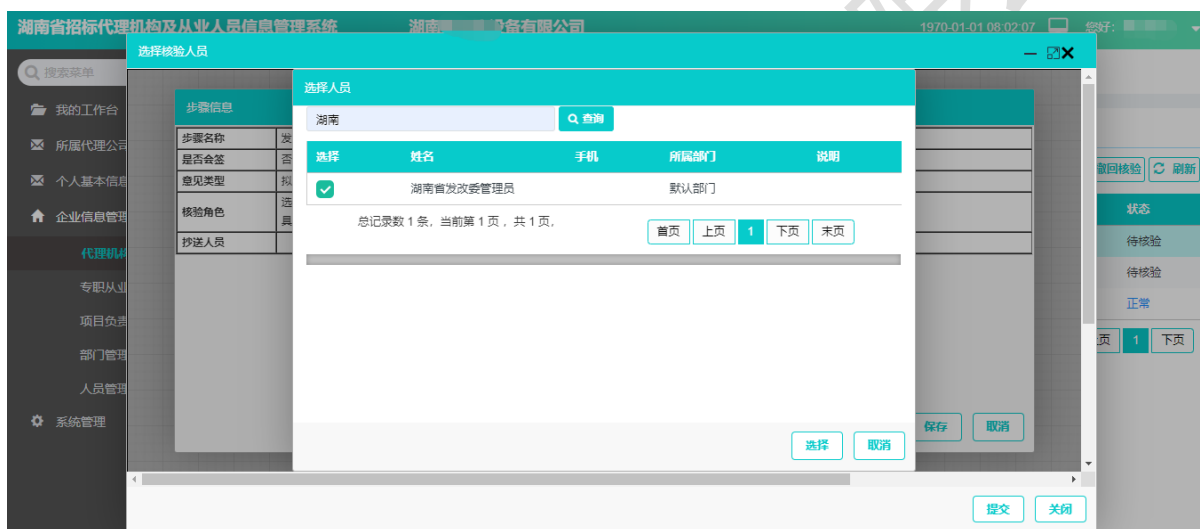 湖南省招标代理机构及从业人员信息管理系统 湖南 设备有限公司 1970-01-01 08:02:07 您好:
选择核验人员
搜索菜单
选择人员
我的工作台
步骤信息
湖南
查询
所属代理公司
步骤名称 发
是否会签 否
选择 姓名 手机 所属部门 说明
撤回核验 刷新
个人基本信息
意见类型 拟
湖南省发改委管理员 默认部门
核验角色 选
具
状态
企业信息管理
总记录数1条，当前第1页，共1页。
首页 上页 1 下页 末页
抄送人员
待核验
代理机构
待核验
专职从业
正常
项目负责
页 1 下页
部门管理
人员管理
系统管理
保存 取消
选择 取消
提交 关闭